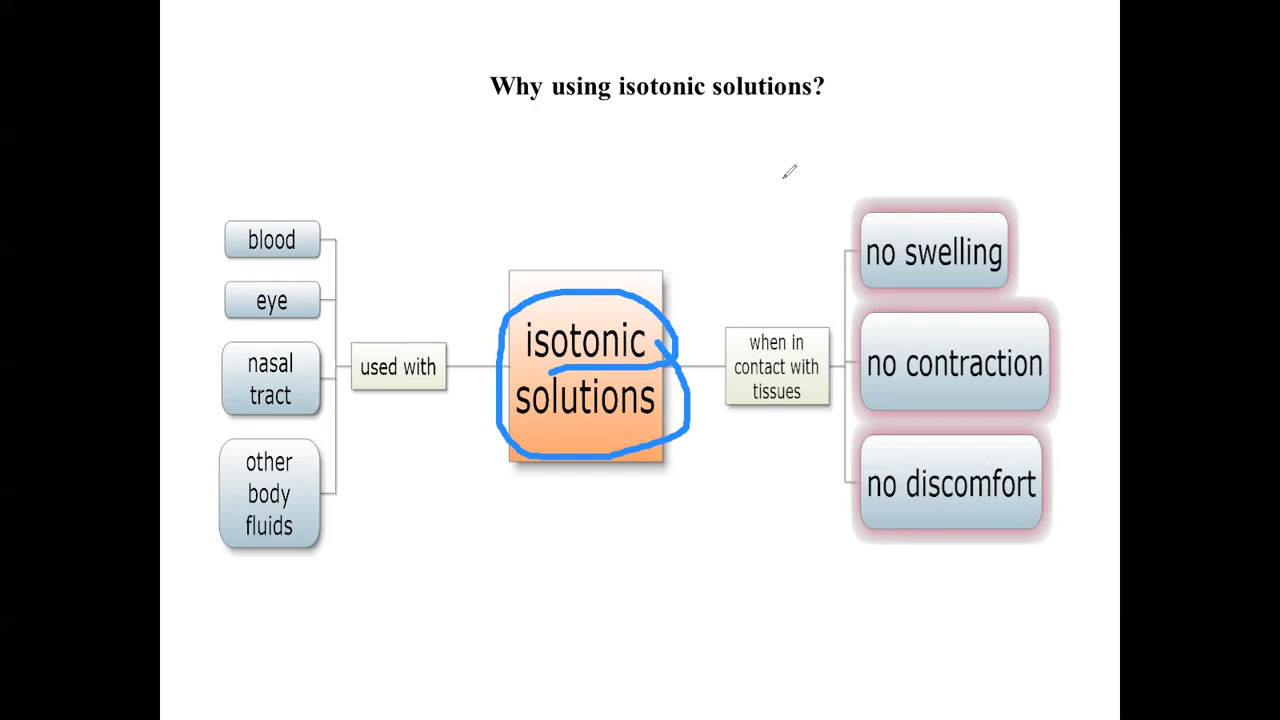 Why using isotonic solutions?
blood
eye
nasal
tract
other
body
fluids
used with
isotonic
solutions
when in
contact with
tissues
no swelling
no contraction
no discomfort